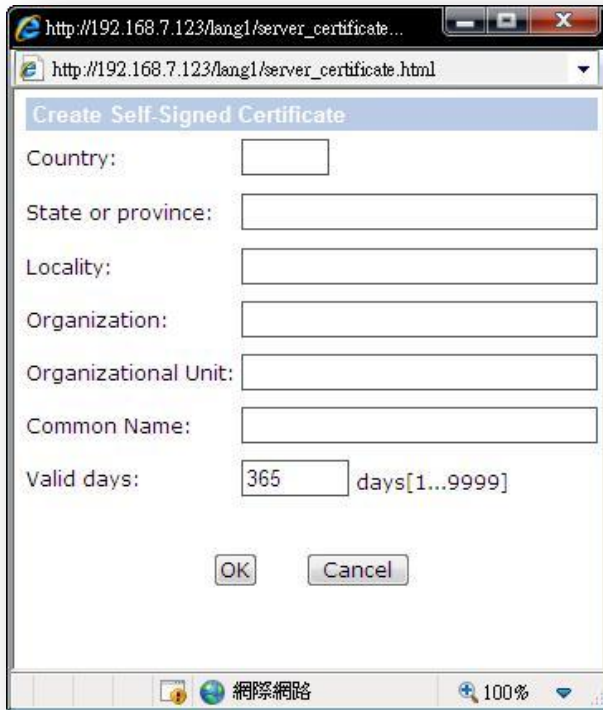 http://192.168.7.123/lang1/server_certificate...
http://192.168.7.123/lang1/server_certificate.html
Create Self-Signed Certificate
Country:
State or province:
Locality:
Organization:
Organizational Unit:
Common Name:
Valid days: 365 days[1...9999]
OK Cancel
網際網路 100%